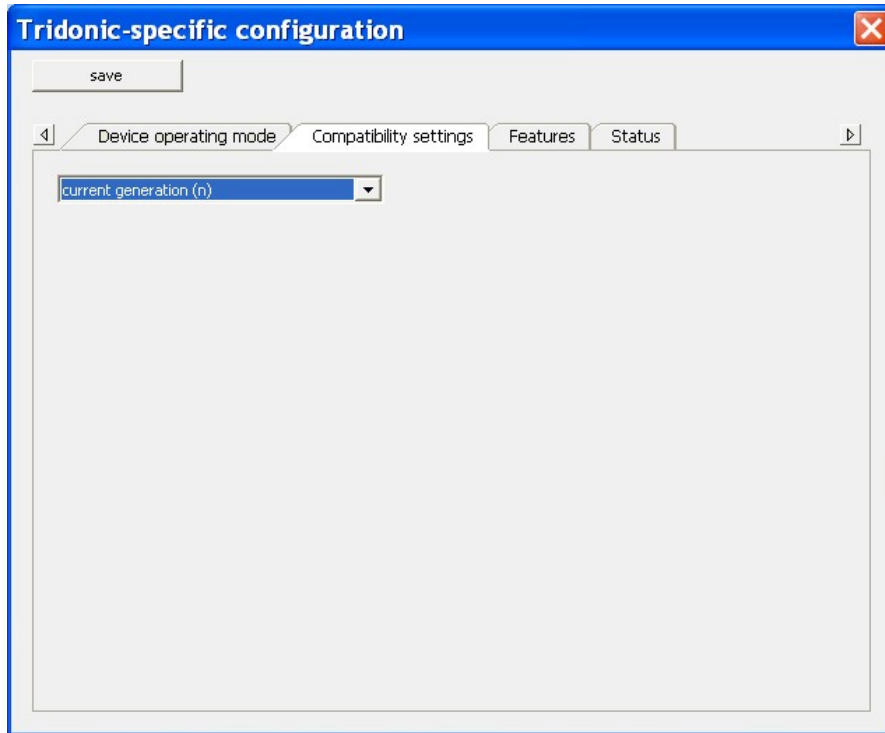 Tridonic-specific configuration
save
Device operating mode Compatibility settings Features Status
current generation (n)